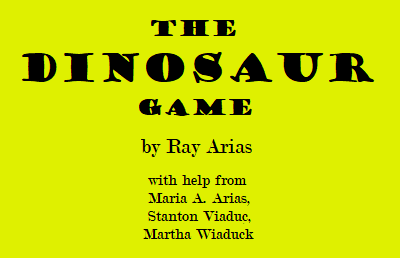 THE
DINOSAUR
GAME
by Ray Arias
with help from
Maria A. Arias,
Stanton Viaduc,
Martha Wiaduck